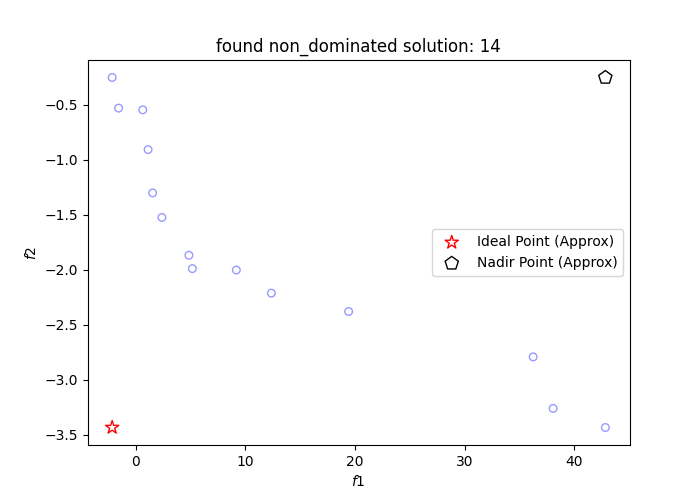 found non_dominated solution: 14
f2
−0.5
−1.0
−1.5
−2.0
−2.5
−3.0
−3.5
Ideal Point (Approx)
Nadir Point (Approx)
0 10 20 30 40
f1